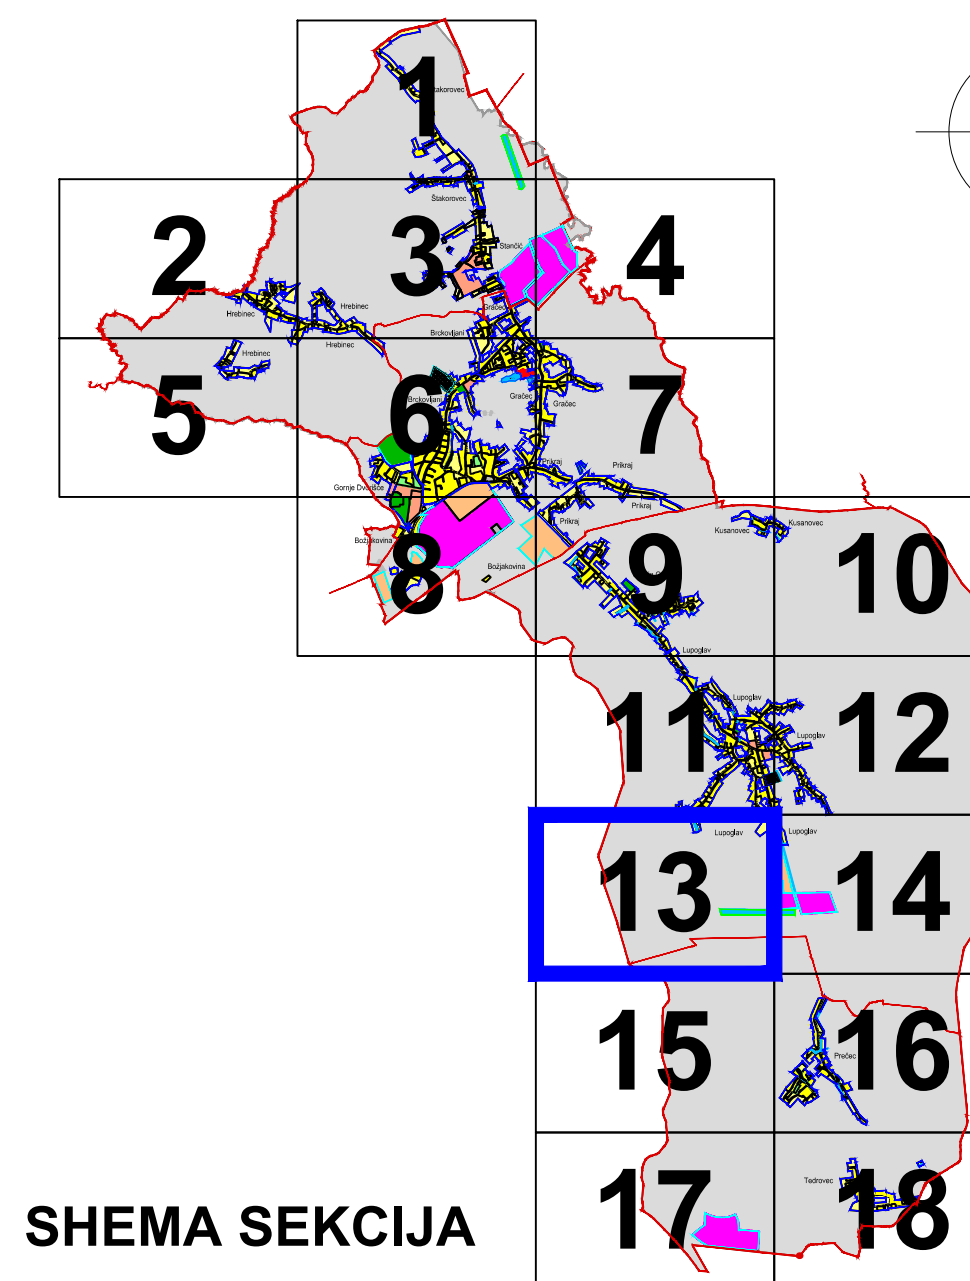 1
Štakorovec
2
3
4
Štakorovec
Stančić
Hrebinec
Hrebinec
Hrebinec
Gračec
Brckovljani
5
6
7
Hrebinec
Brckovljani
Gračec
Gračec
Prikraj
Prikraj
Prikraj
Gornje Dvorišće
8
9
10
Prikraj
Kusanovec
Kusanovec
Božjakovina
Božjakovina
Lupoglav
11
12
Lupoglav
Lupoglav
13
14
Lupoglav
Lupoglav
15
16
Prečec
17
18
Tedrovec
SHEMA SEKCIJA